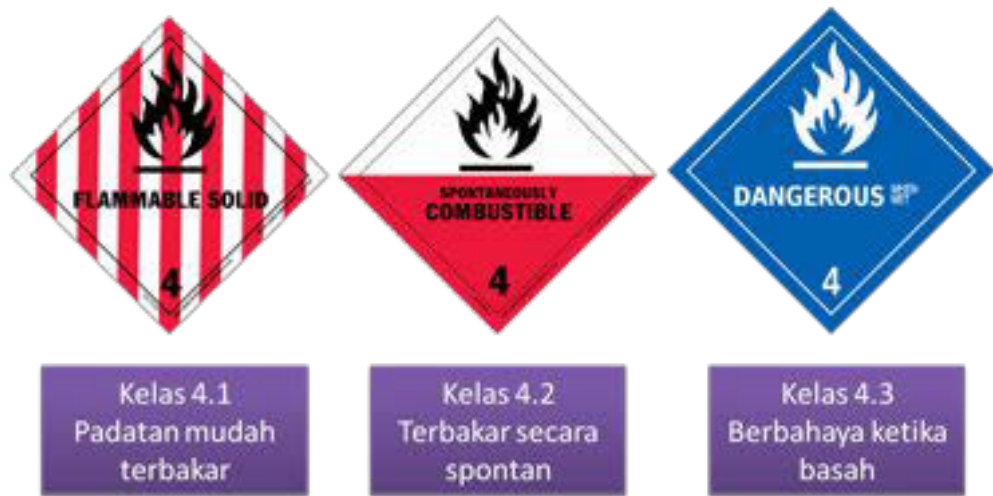 FLAMMABLE SOLID
4
SPONTANEOUSLY
COMBUSTIBLE
4
DANGEROUS
4
Kelas 4.1
Padatan mudah
terbakar
Kelas 4.2
Terbakar secara
spontan
Kelas 4.3
Berbahaya ketika
basah